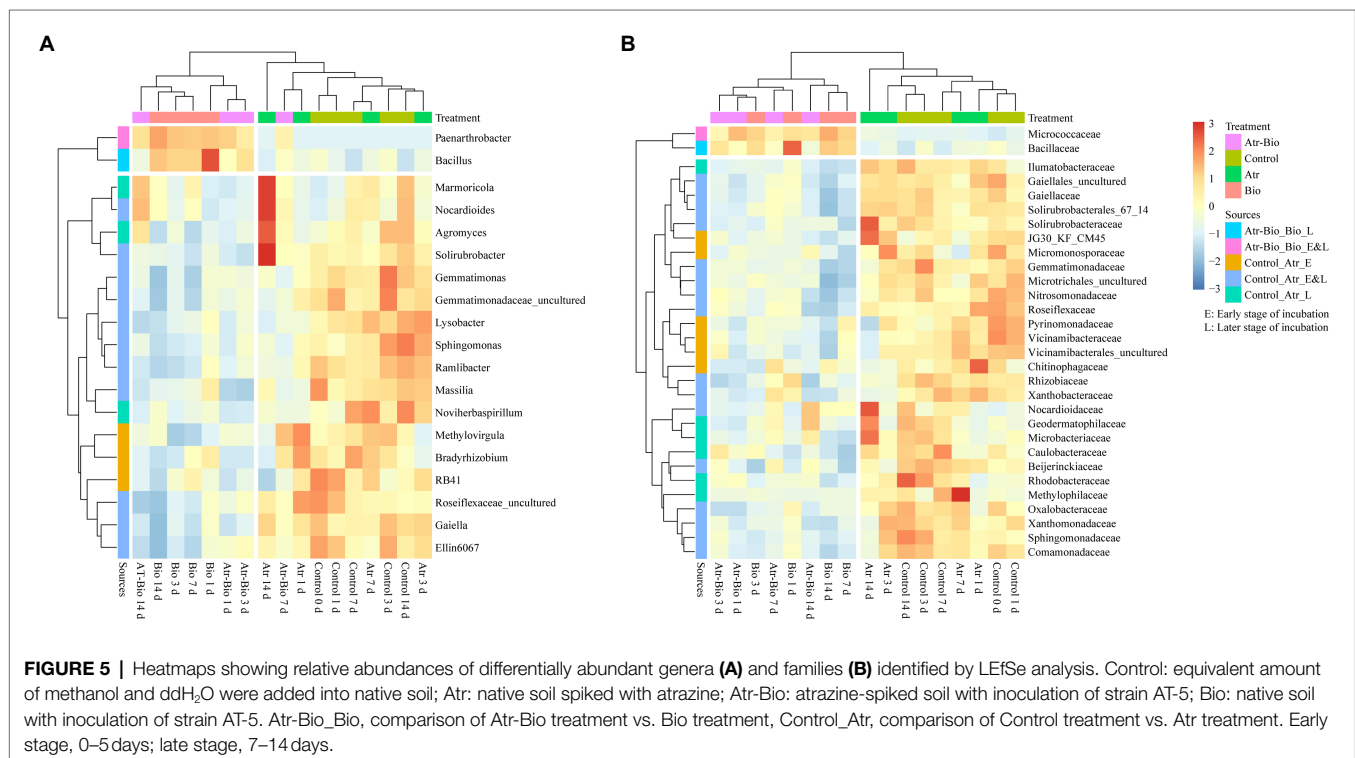 A
B
Treatment
Paenarthrobacter
Bacillus
Marmoricola
Nocardioides
Agromyces
Solirubrobacter
Gemmatimonas
Gemmatimonadaceae_uncultured
Lysobacter
Sphingomonas
Ramlibacter
Massilia
Noviherbaspirillum
Methylovirgula
Bradyrhizobium
RB41
Roseiflexaceae_uncultured
Gaiella
Ellin6067
Sources
AT-Bio 14 d
Bio 14 d
Bio 3 d
Bio 7 d
Bio 1 d
Atr-Bio 1 d
Atr-Bio 3 d
Atr 14 d
Atr-Bio 7 d
Atr 1 d
Control 0 d
Control 1 d
Control 7 d
Atr 7 d
Control 3 d
Control 14 d
Atr 3 d
Treatment
Micrococcaceae
Bacillaceae
Ilumatobacteraceae
Gaiellales_uncultured
Gaiellaceae
Solirubrobacterales_67_14
Solirubrobacteraceae
JG30_KF_CM45
Micromonosporaceae
Gemmatimonadaceae
Microtrichales_uncultured
Nitrosomonadaceae
Roseiflexaceae
Pyrinomonadaceae
Vicinamibacteraceae
Vicinamibacterales_uncultured
Chitinophagaceae
Rhizobiaceae
Xanthobacteraceae
Nocardioidaceae
Geodermatophilaceae
Microbacteriaceae
Caulobacteraceae
Beijerinckiaceae
Rhodobacteraceae
Methylophilaceae
Oxalobacteraceae
Xanthomonadaceae
Sphingomonadaceae
Comamonadaceae
Sources
Atr-Bio 3 d
Atr-Bio 1 d
Bio 3 d
Atr-Bio 7 d
Bio 1 d
Atr-Bio 14 d
Bio 14 d
Bio 7 d
Atr 14 d
Atr 3 d
Control 14 d
Control 3 d
Control 7 d
Atr 7 d
Atr 1 d
Control 0 d
Control 1 d
3
2
1
0
−1
−2
−3
Treatment
Atr-Bio
Control
Atr
Bio
Sources
Atr-Bio_Bio_L
Atr-Bio_Bio_E&L
Control_Atr_E
Control_Atr_E&L
Control_Atr_L
E: Early stage of incubation
L: Later stage of incubation
FIGURE 5 | Heatmaps showing relative abundances of differentially abundant genera (A) and families (B) identified by LEfSe analysis. Control: equivalent amount
of methanol and ddH₂O were added into native soil; Atr: native soil spiked with atrazine; Atr-Bio: atrazine-spiked soil with inoculation of strain AT-5; Bio: native soil
with inoculation of strain AT-5. Atr-Bio_Bio, comparison of Atr-Bio treatment vs. Bio treatment, Control_Atr, comparison of Control treatment vs. Atr treatment. Early
stage, 0–5 days; late stage, 7–14 days.